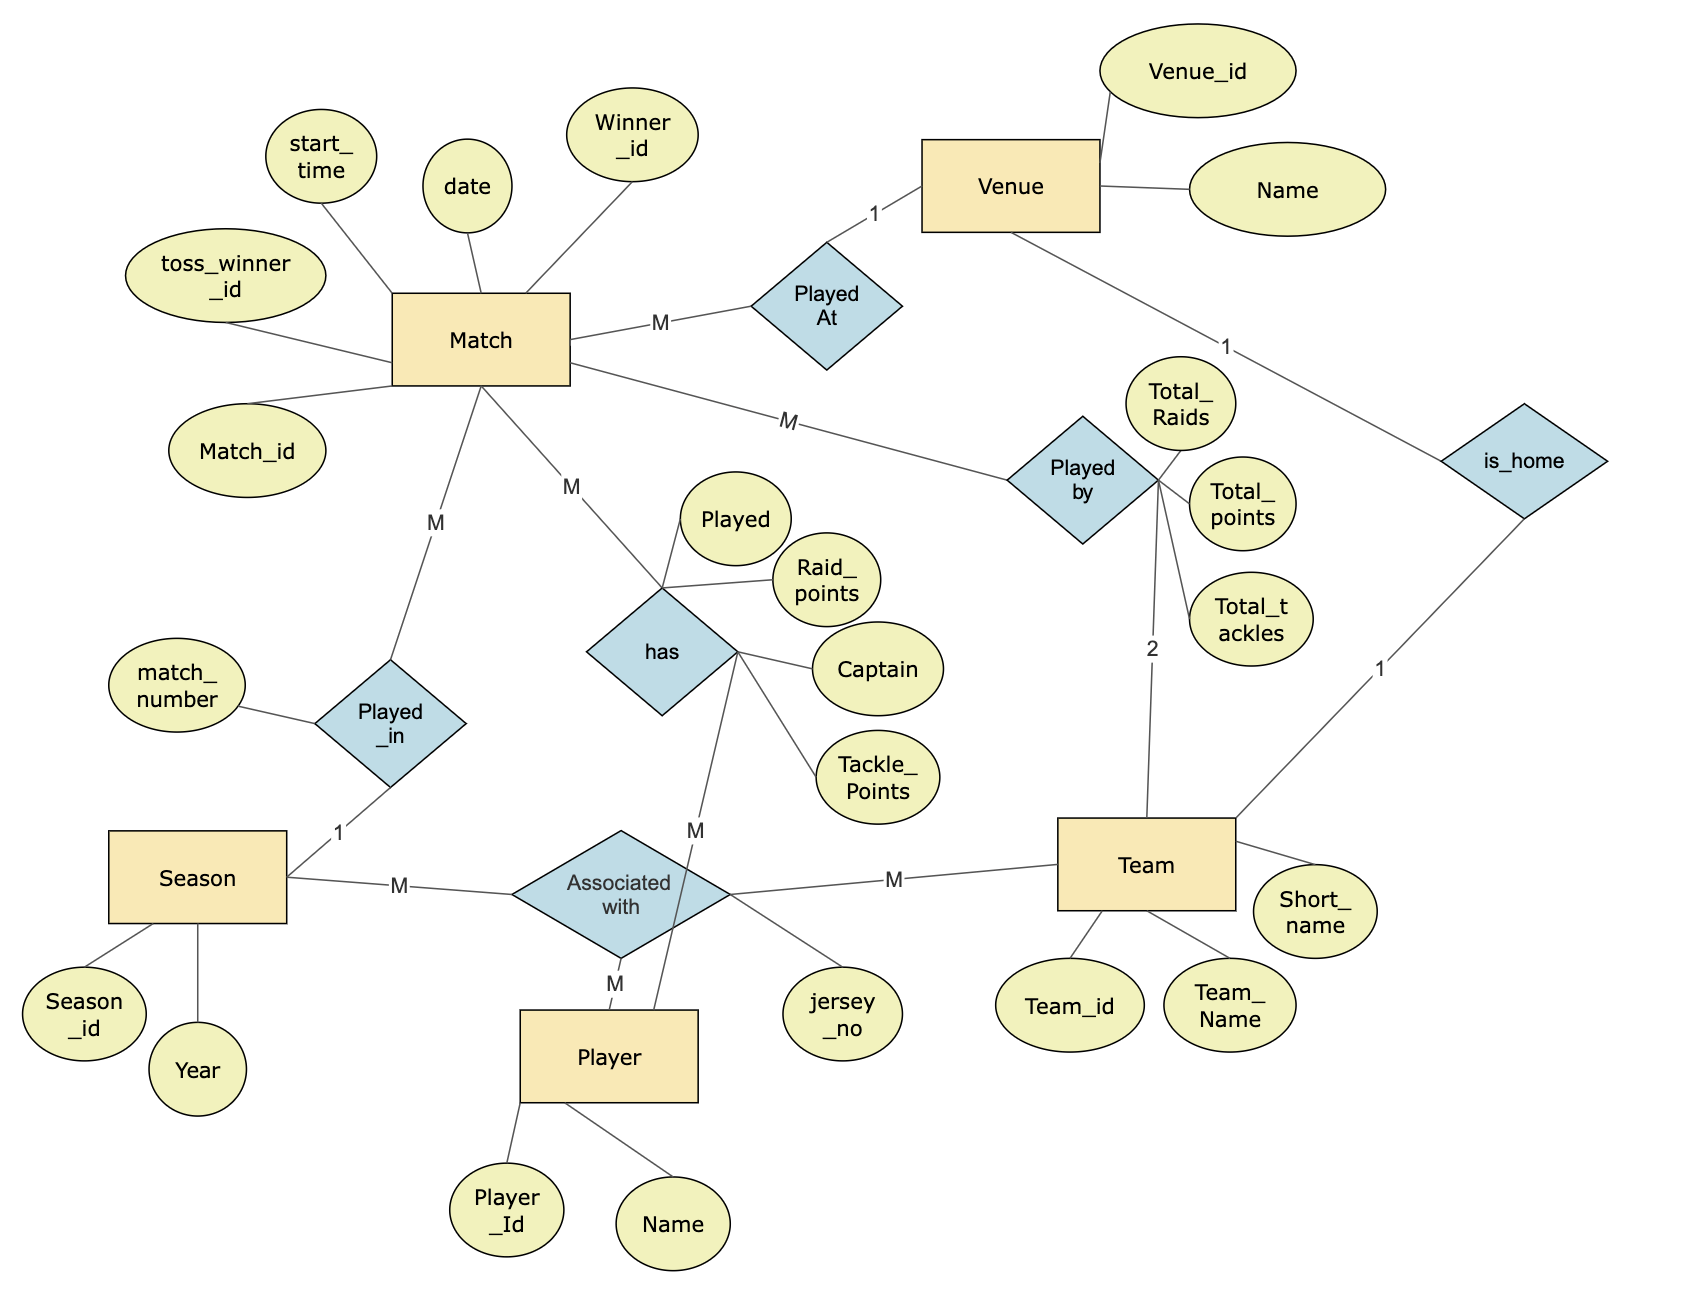 Venue_id
Winner
_id
start_
time
date
Venue
Name
1
toss_winner
_id
Played
At
M
Match
1
Total_
Raids
M
Match_id
is_home
Played
by
M
Total_
points
Played
M
Raid_
points
Total_t
ackles
has
2
Captain
1
match_
number
Played
_in
Tackle_
Points
1
M
Season
M
Associated
with
M
Team
Short_
name
M
Season
_id
jersey
_no
Team_id
Team_
Name
Year
Player
Player
_Id
Name